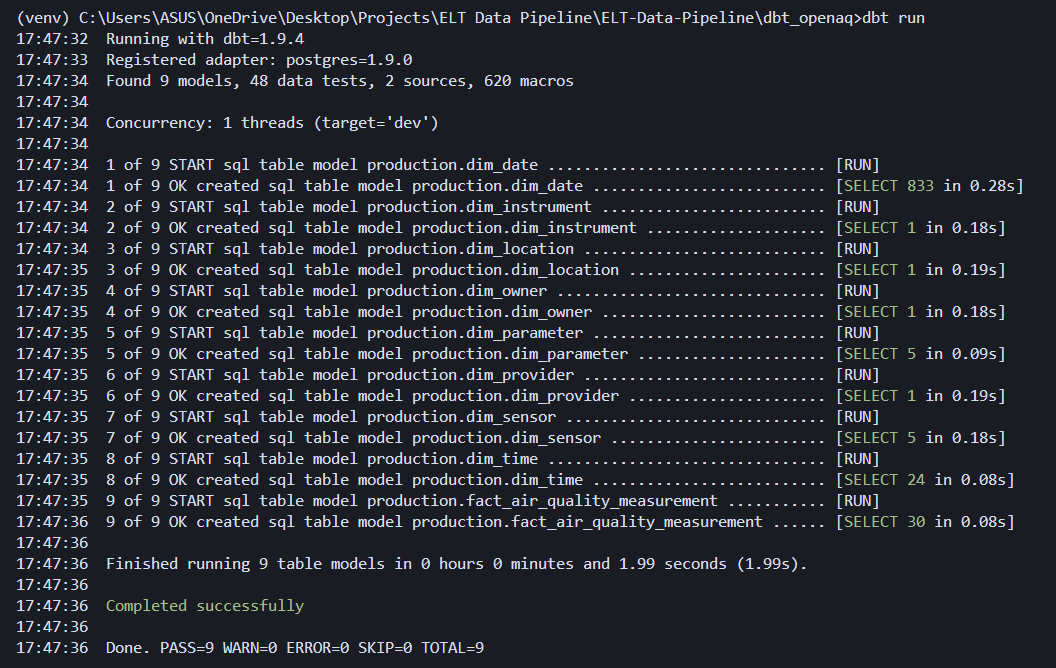 (venv) C:\Users\ASUS\OneDrive\Desktop\Projects\ELT Data Pipeline\ELT-Data-Pipeline\dbt_openaq>dbt run
17:47:32  Running with dbt=1.9.4
17:47:33  Registered adapter: postgres=1.9.0
17:47:34  Found 9 models, 48 data tests, 2 sources, 620 macros
17:47:34
17:47:34  Concurrency: 1 threads (target='dev')
17:47:34
17:47:34  1 of 9 START sql table model production.dim_date ............................... [RUN]
17:47:34  1 of 9 OK created sql table model production.dim_date .......................... [SELECT 833 in 0.28s]
17:47:34  2 of 9 START sql table model production.dim_instrument ......................... [RUN]
17:47:34  2 of 9 OK created sql table model production.dim_instrument .................... [SELECT 1 in 0.18s]
17:47:34  3 of 9 START sql table model production.dim_location ........................... [RUN]
17:47:35  3 of 9 OK created sql table model production.dim_location ...................... [SELECT 1 in 0.19s]
17:47:35  4 of 9 START sql table model production.dim_owner .............................. [RUN]
17:47:35  4 of 9 OK created sql table model production.dim_owner ......................... [SELECT 1 in 0.18s]
17:47:35  5 of 9 START sql table model production.dim_parameter .......................... [RUN]
17:47:35  5 of 9 OK created sql table model production.dim_parameter ..................... [SELECT 5 in 0.09s]
17:47:35  6 of 9 START sql table model production.dim_provider ........................... [RUN]
17:47:35  6 of 9 OK created sql table model production.dim_provider ...................... [SELECT 1 in 0.19s]
17:47:35  7 of 9 START sql table model production.dim_sensor ............................. [RUN]
17:47:35  7 of 9 OK created sql table model production.dim_sensor ........................ [SELECT 5 in 0.18s]
17:47:35  8 of 9 START sql table model production.dim_time ............................... [RUN]
17:47:35  8 of 9 OK created sql table model production.dim_time .......................... [SELECT 24 in 0.08s]
17:47:35  9 of 9 START sql table model production.fact_air_quality_measurement ........... [RUN]
17:47:36  9 of 9 OK created sql table model production.fact_air_quality_measurement ...... [SELECT 30 in 0.08s]
17:47:36
17:47:36  Finished running 9 table models in 0 hours 0 minutes and 1.99 seconds (1.99s).
17:47:36
17:47:36  Completed successfully
17:47:36
17:47:36  Done. PASS=9 WARN=0 ERROR=0 SKIP=0 TOTAL=9